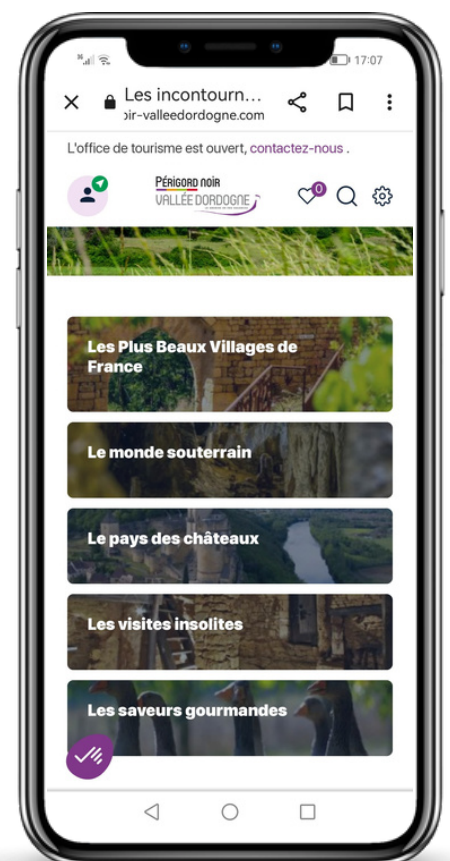 17:07
Les incontourn...
oir-valleedordogne.com
L'office de tourisme est ouvert, contactez-nous .
PÉRIGORD NOIR
VALLÉE DORDOGNE
0
Les Plus Beaux Villages de
France
Le monde souterrain
Le pays des châteaux
Les visites insolites
Les saveurs gourmandes